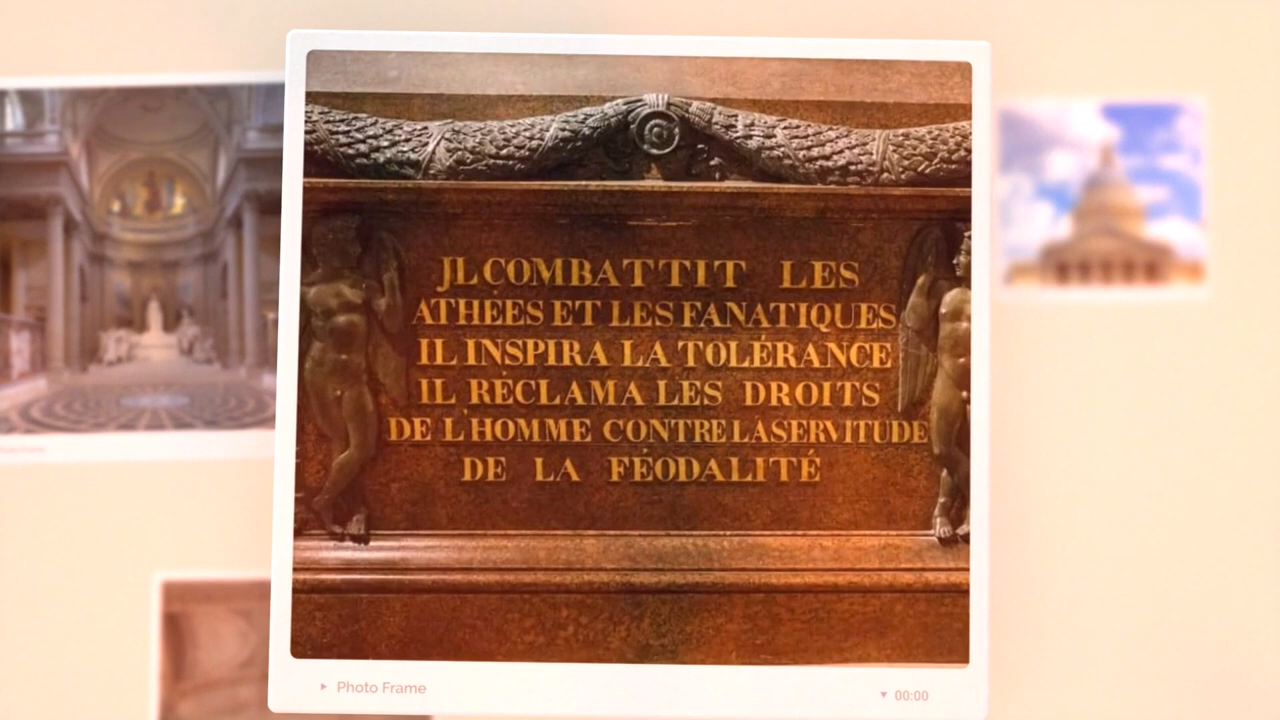 JL COMBATTIT LES
ATHÉES ET LES FANATIQUES
IL INSPIRA LA TOLÉRANCE
IL RÉCLAMA LES DROITS
DE L'HOMME CONTRE LA SERVITUDE
DE LA FÉODALITÉ
Photo Frame
00:00